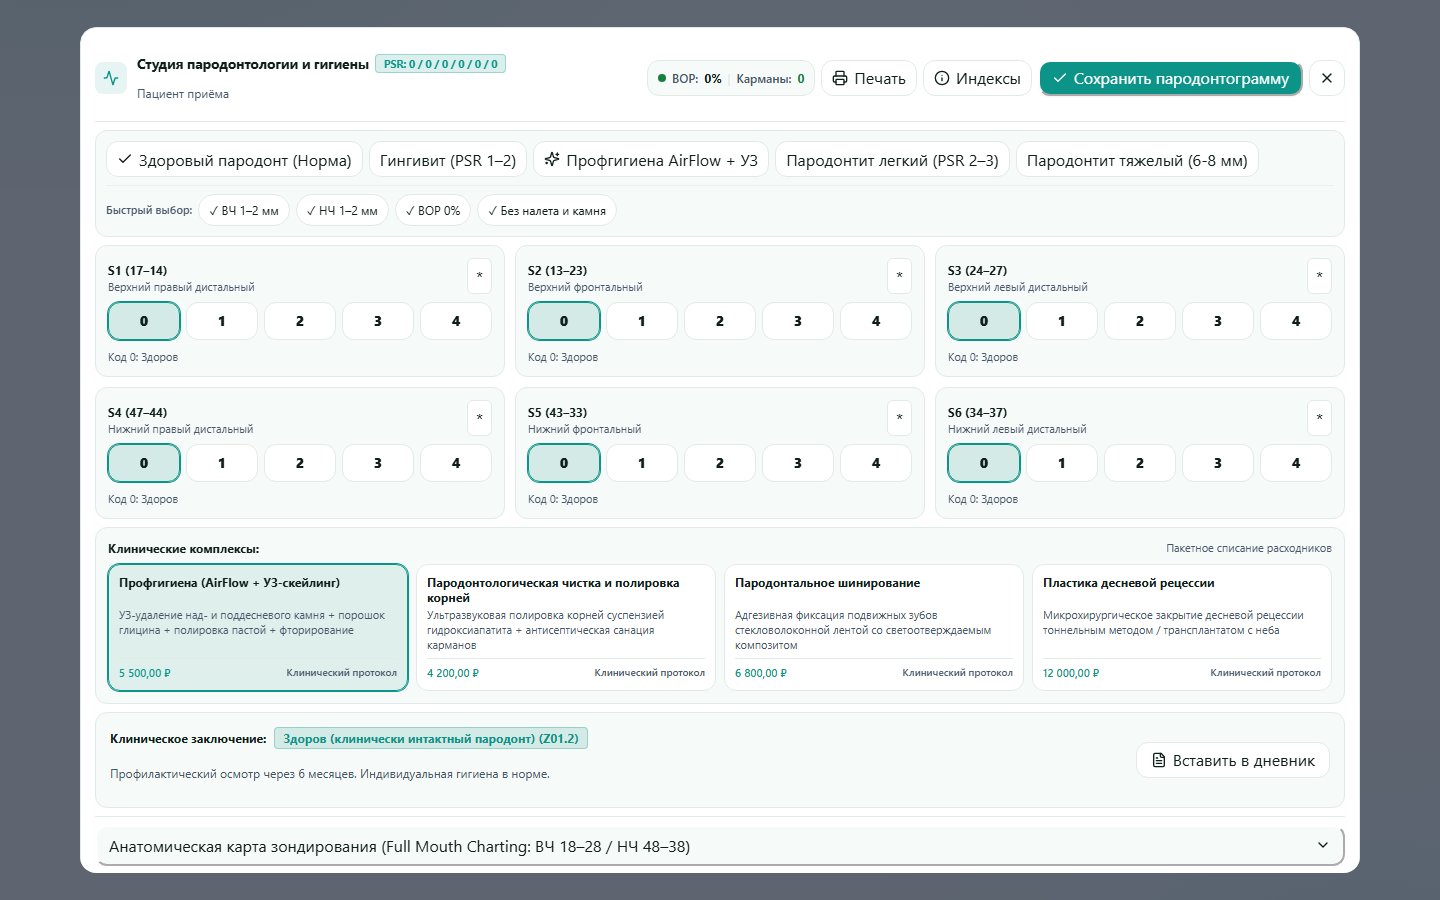 Студия пародонтологии и гигиены
PSR: 0 / 0 / 0 / 0 / 0 / 0
Пациент приёма
BOP: 0% Карманы: 0
Печать
Индексы
Сохранить пародонтограмму
Здоровый пародонт (Норма)
Гингивит (PSR 1–2)
Профгигиена AirFlow + УЗ
Пародонтит легкий (PSR 2–3)
Пародонтит тяжелый (6-8 мм)
Быстрый выбор:
✓ ВЧ 1–2 мм
✓ НЧ 1–2 мм
✓ BOP 0%
✓ Без налета и камня
S1 (17–14)
*
Верхний правый дистальный
0 1 2 3 4
Код 0: Здоров
S2 (13–23)
*
Верхний фронтальный
0 1 2 3 4
Код 0: Здоров
S3 (24–27)
*
Верхний левый дистальный
0 1 2 3 4
Код 0: Здоров
S4 (47–44)
*
Нижний правый дистальный
0 1 2 3 4
Код 0: Здоров
S5 (43–33)
*
Нижний фронтальный
0 1 2 3 4
Код 0: Здоров
S6 (34–37)
*
Нижний левый дистальный
0 1 2 3 4
Код 0: Здоров
Клинические комплексы:
Пакетное списание расходников
Профгигиена (AirFlow + УЗ-скейлинг)
УЗ-удаление над- и поддесневого камня + порошок
глицина + полировка пастой + фторирование
5 500,00 ₽ Клинический протокол
Пародонтологическая чистка и полировка
корней
Ультразвуковая полировка корней суспензией
гидроксиапатита + антисептическая санация
карманов
4 200,00 ₽ Клинический протокол
Пародонтальное шинирование
Адгезивная фиксация подвижных зубов
стекловолоконной лентой со светоотверждаемым
композитом
6 800,00 ₽ Клинический протокол
Пластика десневой рецессии
Микрохирургическое закрытие десневой рецессии
тоннельным методом / трансплантатом с неба
12 000,00 ₽ Клинический протокол
Клиническое заключение:
Здоров (клинически интактный пародонт) (Z01.2)
Профилактический осмотр через 6 месяцев. Индивидуальная гигиена в норме.
Вставить в дневник
Анатомическая карта зондирования (Full Mouth Charting: ВЧ 18–28 / НЧ 48–38)